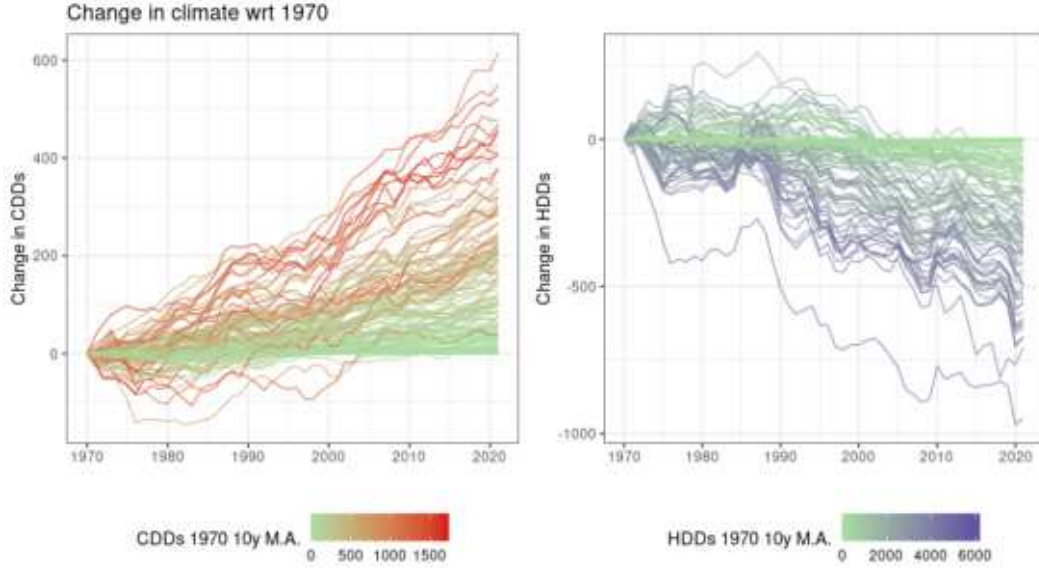 Change in climate wrt 1970
Change in CDDs
600
400
200
0
1970 1980 1990 2000 2010 2020
CDDs 1970 10y M.A.
0 500 1000 1500
Change in HDDs
0
-500
-1000
1970 1980 1990 2000 2010 2020
HDDs 1970 10y M.A.
0 2000 4000 6000